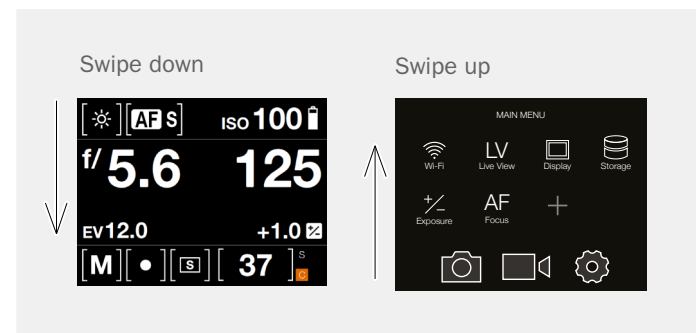 Swipe down
Swipe up
AF S ISO 100
f/5.6 125
EV12.0 +1.0 +/-
M S 37 S C
MAIN MENU
Wi-Fi LV Live View Display Storage
+/- Exposure AF Focus +